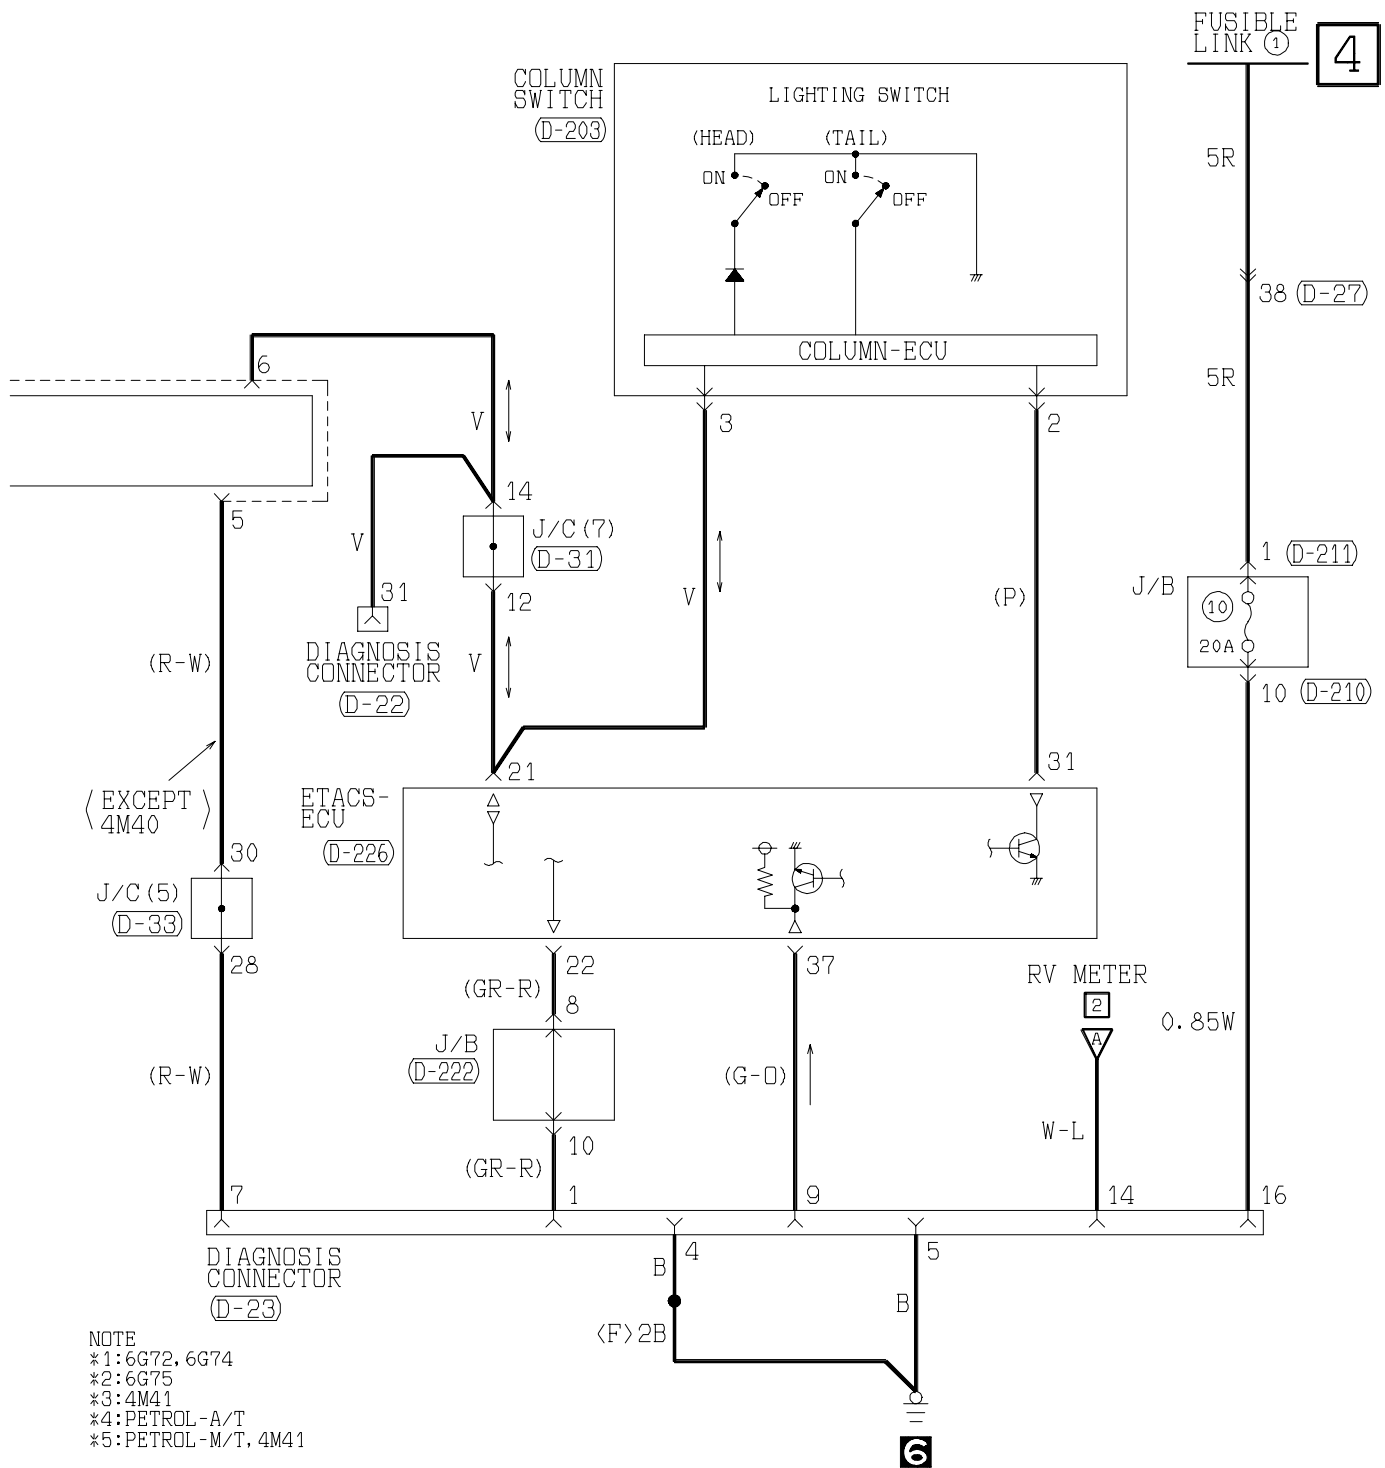 FUSIBLE
LINK ①
4
COLUMN
SWITCH
D-203
LIGHTING SWITCH
(HEAD)
(TAIL)
ON
OFF
ON
OFF
5R
38 D-27
COLUMN-ECU
6
5R
V
3
2
14
5
J/C(7)
D-31
V
1 D-211
J/B
31
12
V
(P)
10
20A
DIAGNOSIS
CONNECTOR
D-22
(R-W)
V
10 D-210
21
31
〈EXCEPT
4M40〉
ETACS-
ECU
D-226
30
J/C(5)
D-33
28
22
37
RV METER
2
A
(GR-R)
8
0.85W
J/B
D-222
(R-W)
(G-O)
W-L
10
(GR-R)
7
1
9
14
16
4
5
DIAGNOSIS
CONNECTOR
D-23
B
B
〈F〉2B
6
NOTE
*1:6G72,6G74
*2:6G75
*3:4M41
*4:PETROL-A/T
*5:PETROL-M/T,4M41